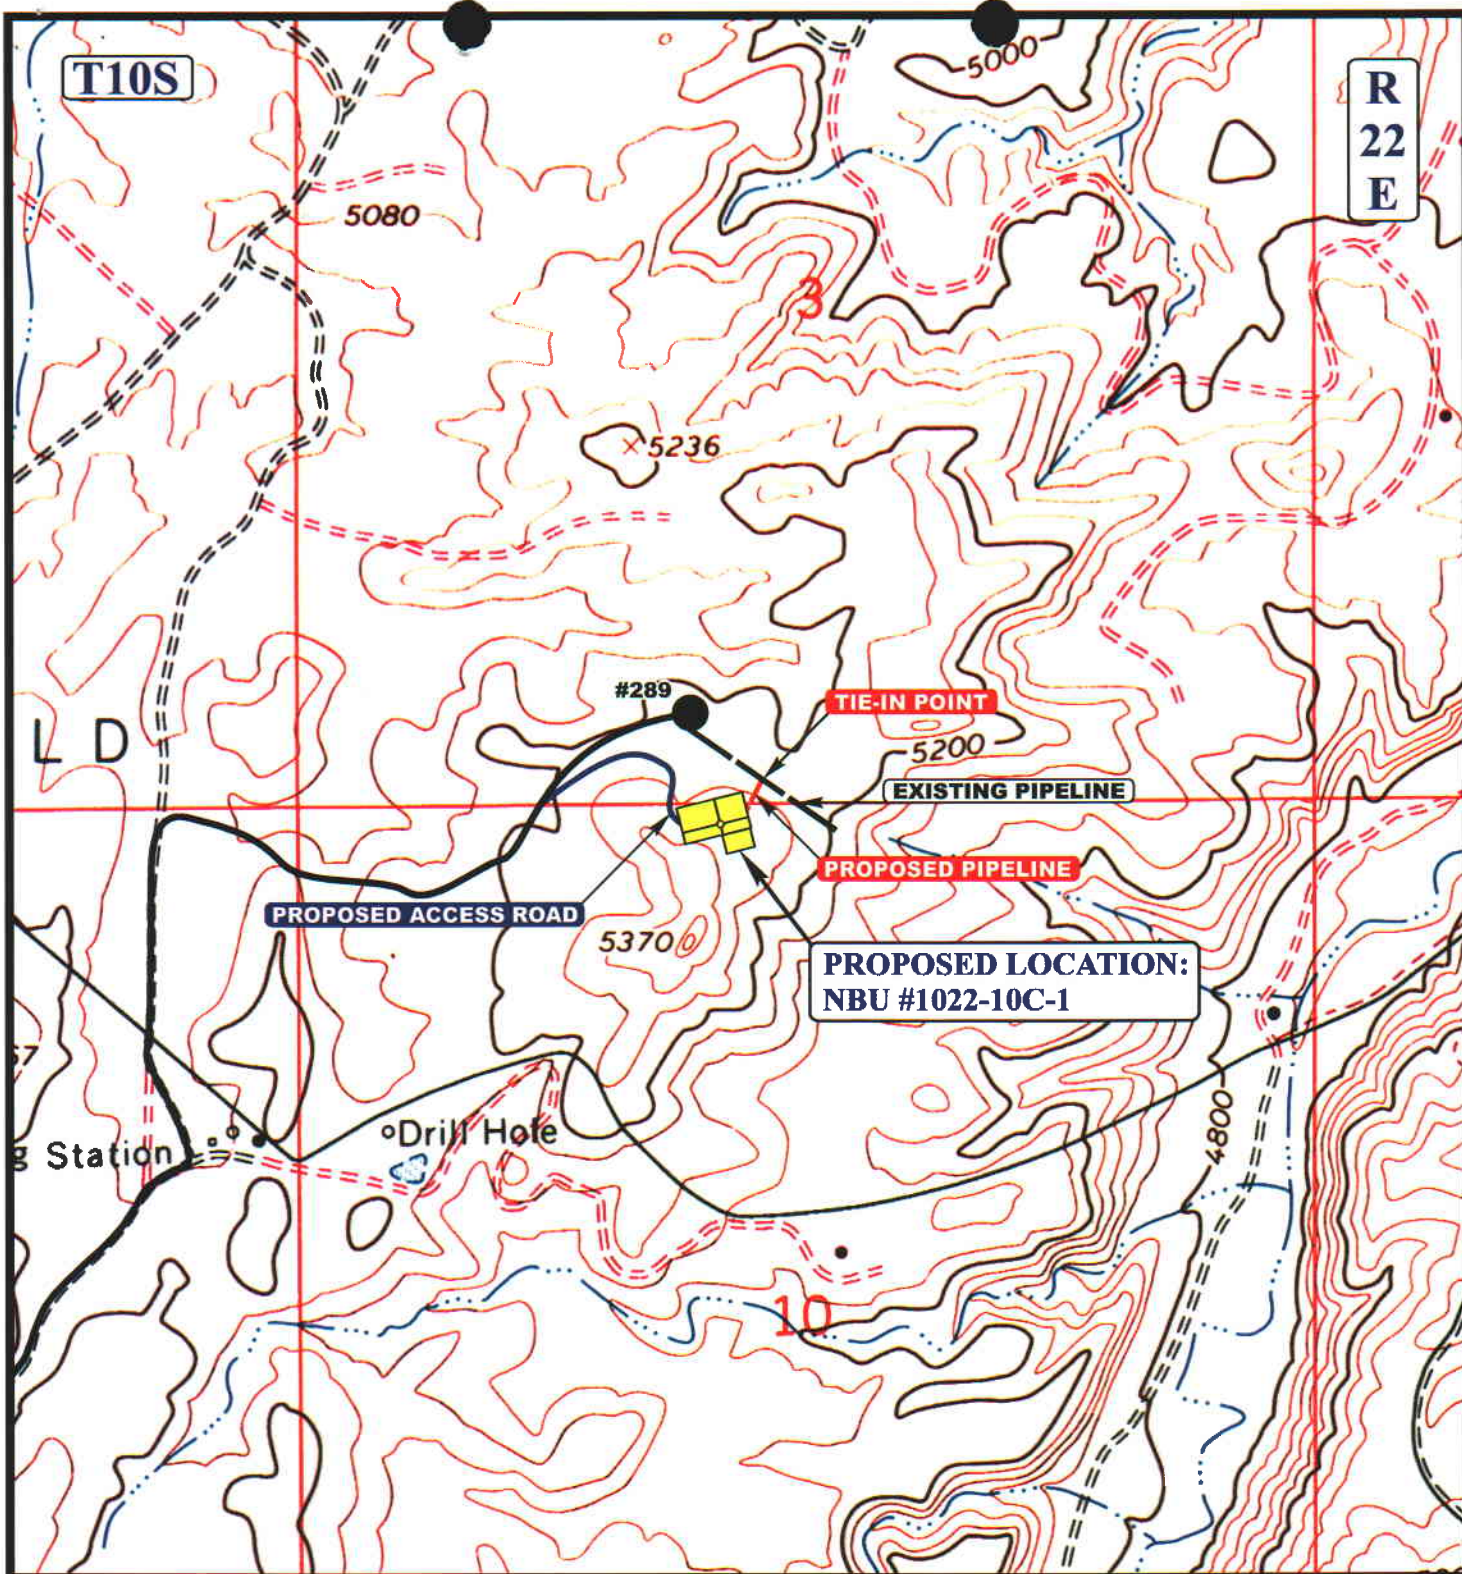 T10S
R
22
E
5000
5080
3
5236
#289
TIE-IN POINT
L D
5200
EXISTING PIPELINE
PROPOSED PIPELINE
PROPOSED ACCESS ROAD
5370
PROPOSED LOCATION:
NBU #1022-10C-1
4800
Drill Hole
g Station
10